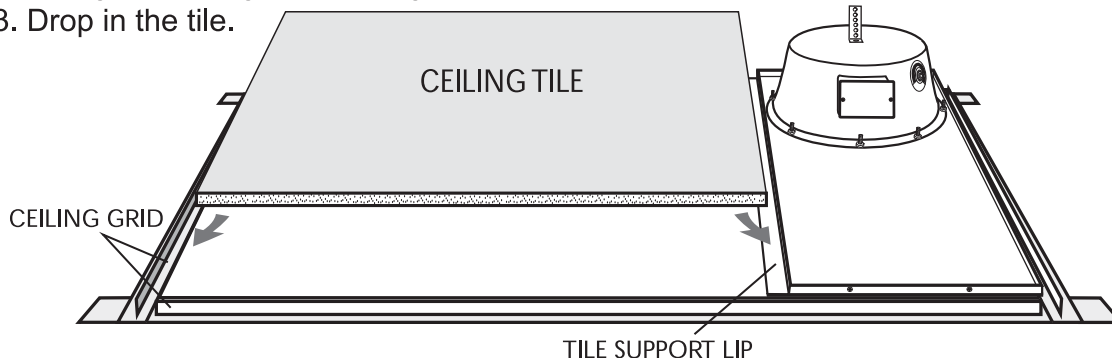 3. Drop in the tile.
CEILING TILE
CEILING GRID
TILE SUPPORT LIP